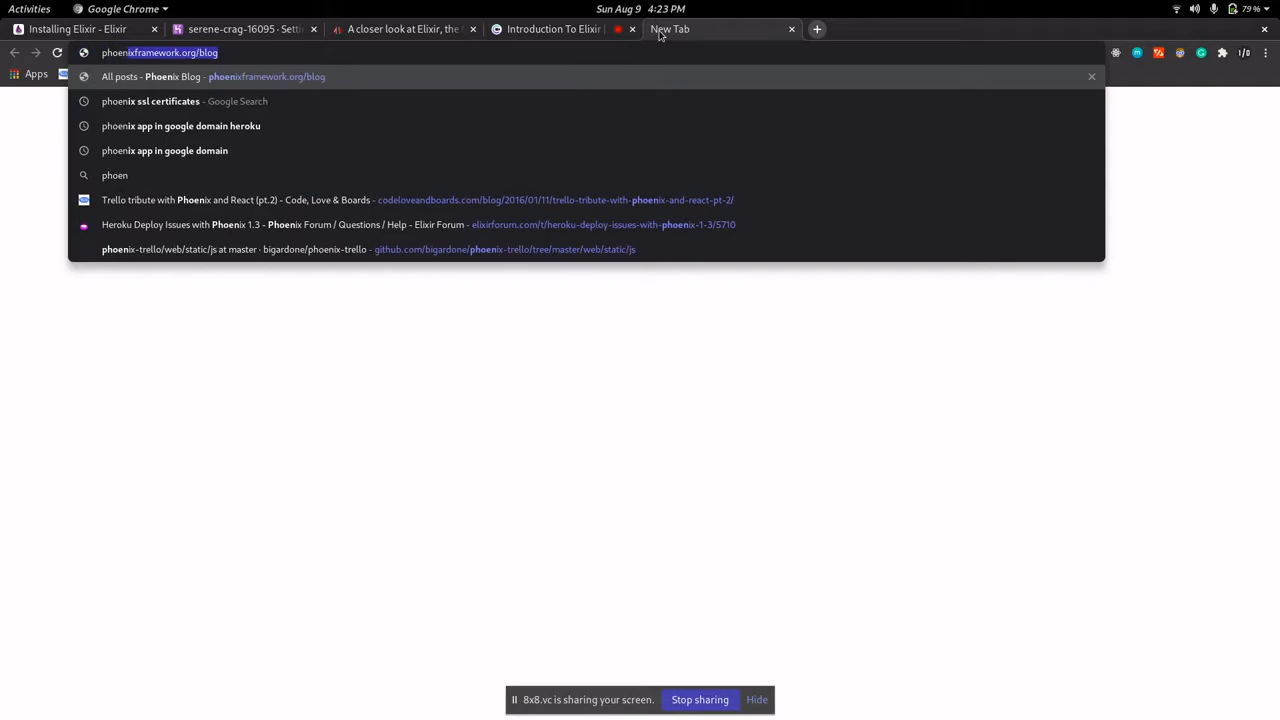 Activities
Google Chrome
Sun Aug 9 4:23 PM
79 %
Installing Elixir - Elixir
serene-crag-16095 · Setti
A closer look at Elixir, the
Introduction To Elixir |
New Tab
phoenixframework.org/blog
Apps
All posts - Phoenix Blog - phoenixframework.org/blog
phoenix ssl certificates - Google Search
phoenix app in google domain heroku
phoenix app in google domain
phoen
Trello tribute with Phoenix and React (pt.2) - Code, Love & Boards - codeloveandboards.com/blog/2016/01/11/trello-tribute-with-phoenix-and-react-pt-2/
Heroku Deploy Issues with Phoenix 1.3 - Phoenix Forum / Questions / Help - Elixir Forum - elixirforum.com/t/heroku-deploy-issues-with-phoenix-1-3/5710
phoenix-trello/web/static/js at master · bigardone/phoenix-trello - github.com/bigardone/phoenix-trello/tree/master/web/static/js
8x8.vc is sharing your screen.
Stop sharing
Hide